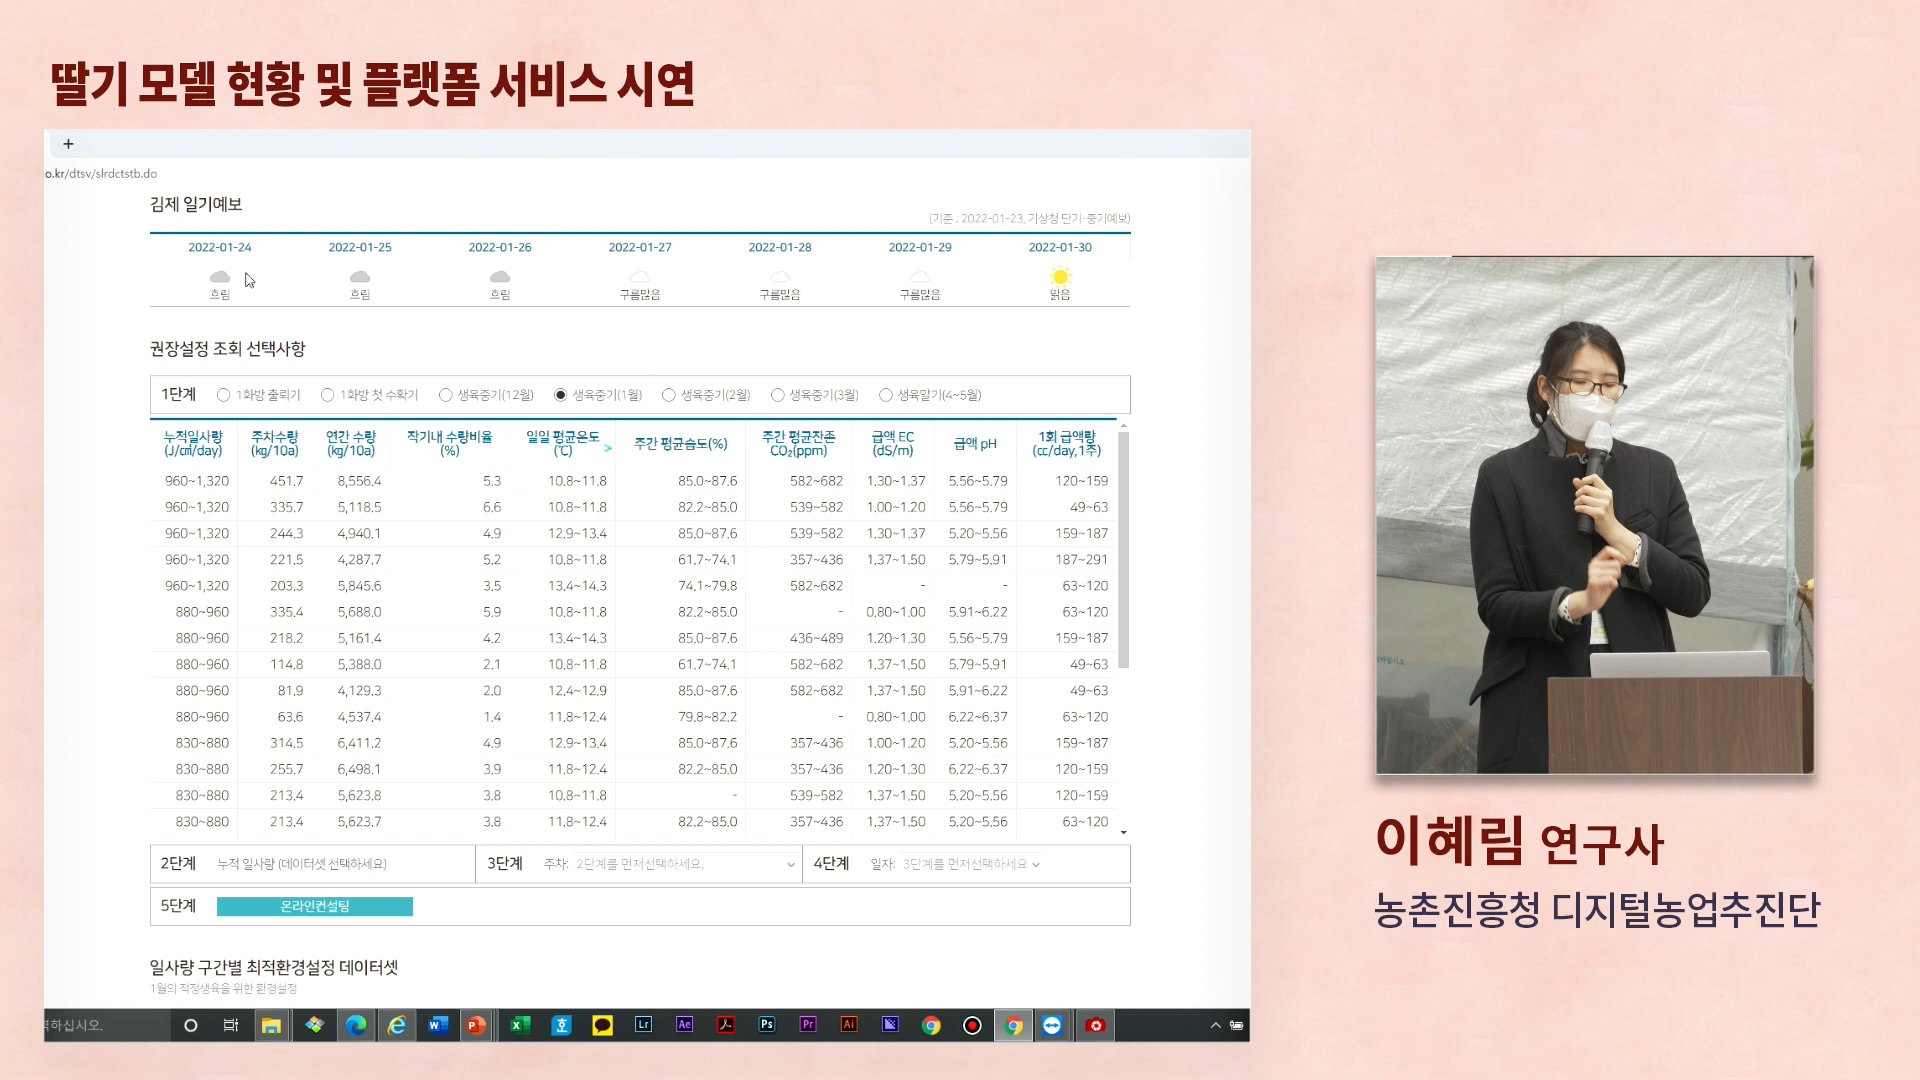 딸기 모델 현황 및 플랫폼 서비스 시연
+
o.kr/dtsv/slrdctstb.do
김제 일기예보
(기준 : 2022-01-23, 기상청 단기·중기예보)
2022-01-24 2022-01-25 2022-01-26 2022-01-27 2022-01-28 2022-01-29 2022-01-30
흐림 흐림 흐림 구름많음 구름많음 구름많음 맑음
권장설정 조회 선택사항
1단계 1화방 출뢰기 1화방 첫 수확기 생육중기(12월) 생육중기(1월) 생육중기(2월) 생육중기(3월) 생육말기(4~5월)
누적일사량 주차수량 연간 수량 작기내 수량비율 일일 평균온도 주간 평균습도(%) 주간 평균잔존 급액 EC 급액 pH 1회 급액량
(J/㎠/day) (kg/10a) (kg/10a) (%) (℃) > CO₂(ppm) (dS/m) (cc/day,1주)
960~1,320 451.7 8,556.4 5.3 10.8~11.8 85.0~87.6 582~682 1.30~1.37 5.56~5.79 120~159
960~1,320 335.7 5,118.5 6.6 10.8~11.8 82.2~85.0 539~582 1.00~1.20 5.56~5.79 49~63
960~1,320 244.3 4,940.1 4.9 12.9~13.4 85.0~87.6 539~582 1.30~1.37 5.20~5.56 159~187
960~1,320 221.5 4,287.7 5.2 10.8~11.8 61.7~74.1 357~436 1.37~1.50 5.79~5.91 187~291
960~1,320 203.3 5,845.6 3.5 13.4~14.3 74.1~79.8 582~682 - - 63~120
880~960 335.4 5,688.0 5.9 10.8~11.8 82.2~85.0 - 0.80~1.00 5.91~6.22 63~120
880~960 218.2 5,161.4 4.2 13.4~14.3 85.0~87.6 436~489 1.20~1.30 5.56~5.79 159~187
880~960 114.8 5,388.0 2.1 10.8~11.8 61.7~74.1 582~682 1.37~1.50 5.79~5.91 49~63
880~960 81.9 4,129.3 2.0 12.4~12.9 85.0~87.6 582~682 1.37~1.50 5.91~6.22 49~63
880~960 63.6 4,537.4 1.4 11.8~12.4 79.8~82.2 - 0.80~1.00 6.22~6.37 63~120
830~880 314.5 6,411.2 4.9 12.9~13.4 85.0~87.6 357~436 1.00~1.20 5.20~5.56 159~187
830~880 255.7 6,498.1 3.9 11.8~12.4 82.2~85.0 357~436 1.20~1.30 6.22~6.37 120~159
830~880 213.4 5,623.8 3.8 10.8~11.8 - 539~582 1.37~1.50 5.20~5.56 120~159
830~880 213.4 5,623.7 3.8 11.8~12.4 82.2~85.0 357~436 1.37~1.50 5.20~5.56 63~120
2단계 누적 일사량 (데이터셋 선택하세요) 3단계 주차: 2단계를 먼저선택하세요. 4단계 일자: 3단계를 먼저선택하세요
5단계 온라인컨설팅
일사량 구간별 최적환경설정 데이터셋
1월의 적정생육을 위한 환경설정
력하십시오.
Lr Ae Ps Pr Ai
이혜림 연구사
농촌진흥청 디지털농업추진단